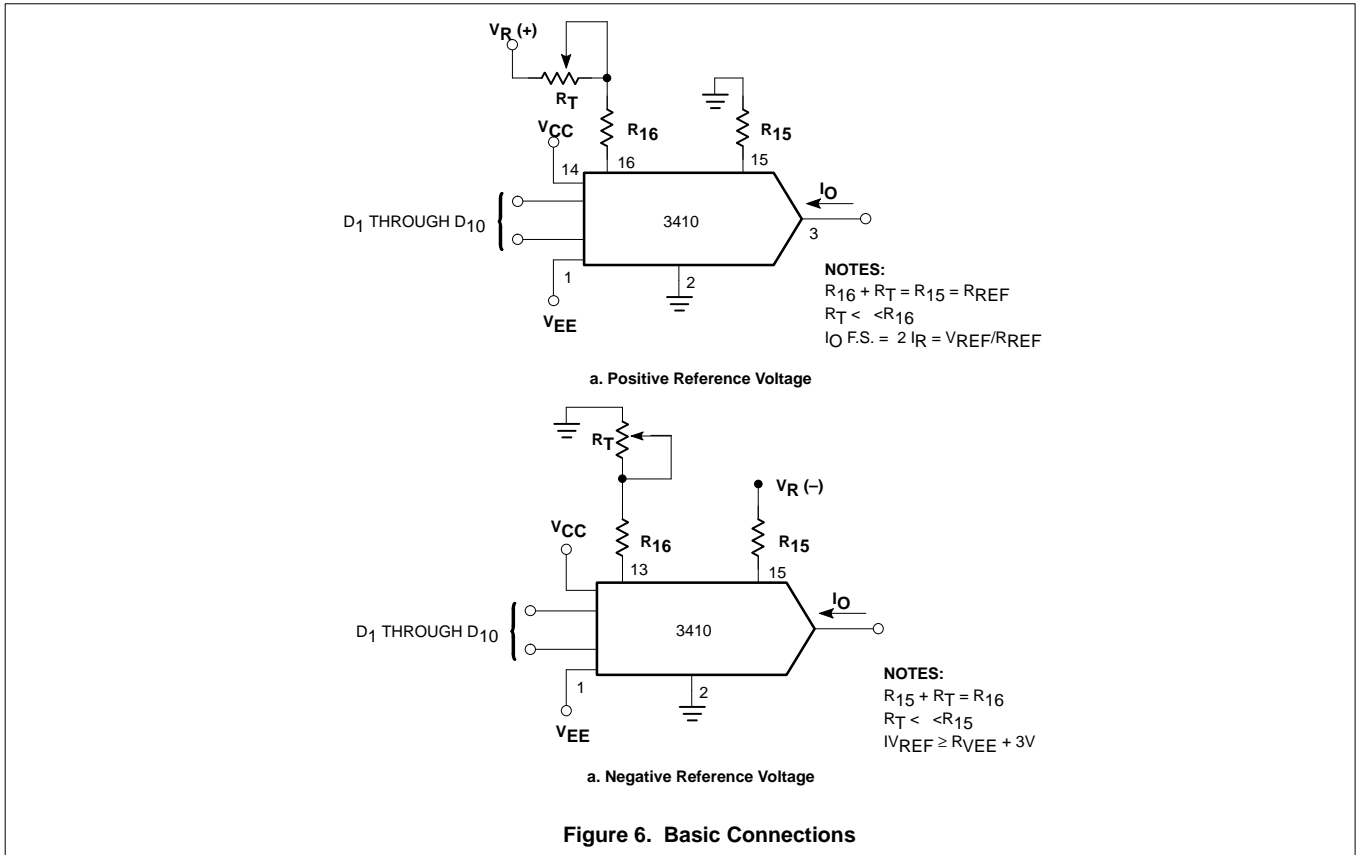 VR (+)
RT
R16
R15
VCC
14
16
15
IO
D1 THROUGH D10
3410
3
1
2
VEE
NOTES:
R16 + RT = R15 = RREF
RT < <R16
IO F.S. = 2 IR = VREF/RREF
a. Positive Reference Voltage
RT
VR (–)
VCC
R16
R15
13
15
IO
D1 THROUGH D10
3410
1
2
VEE
NOTES:
R15 + RT = R16
RT < <R15
IVREF ≥ RVEE + 3V
a. Negative Reference Voltage
Figure 6. Basic Connections